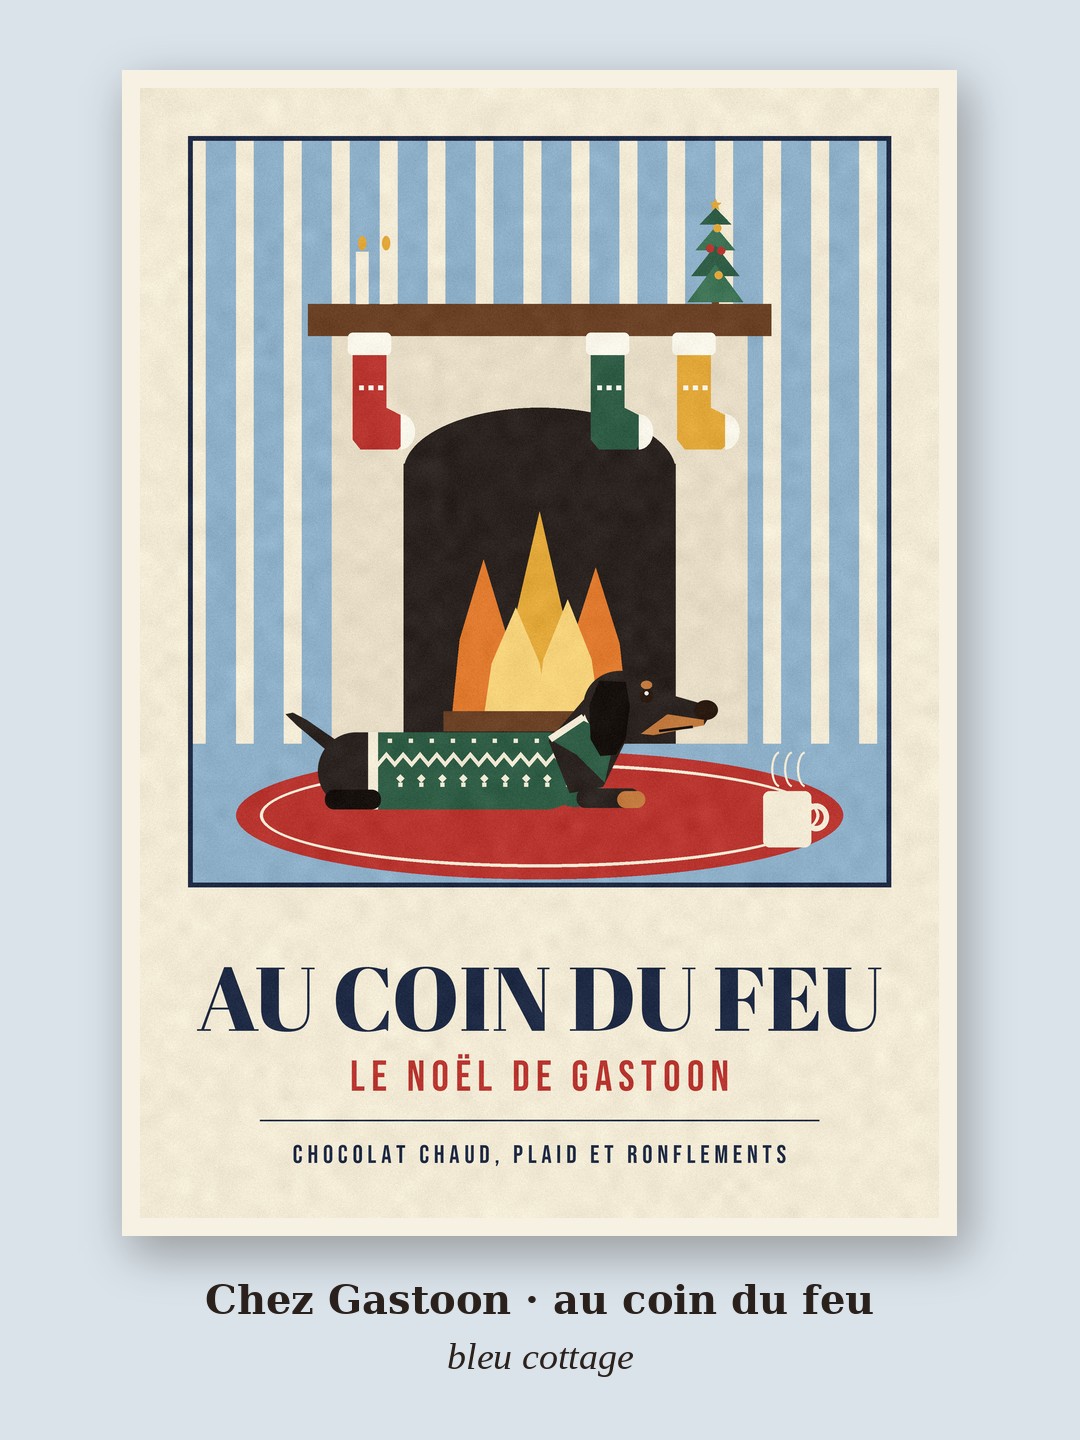 AU COIN DU FEU
LE NOËL DE GASTOON
CHOCOLAT CHAUD, PLAID ET RONFLEMENTS
Chez Gastoon · au coin du feu
bleu cottage